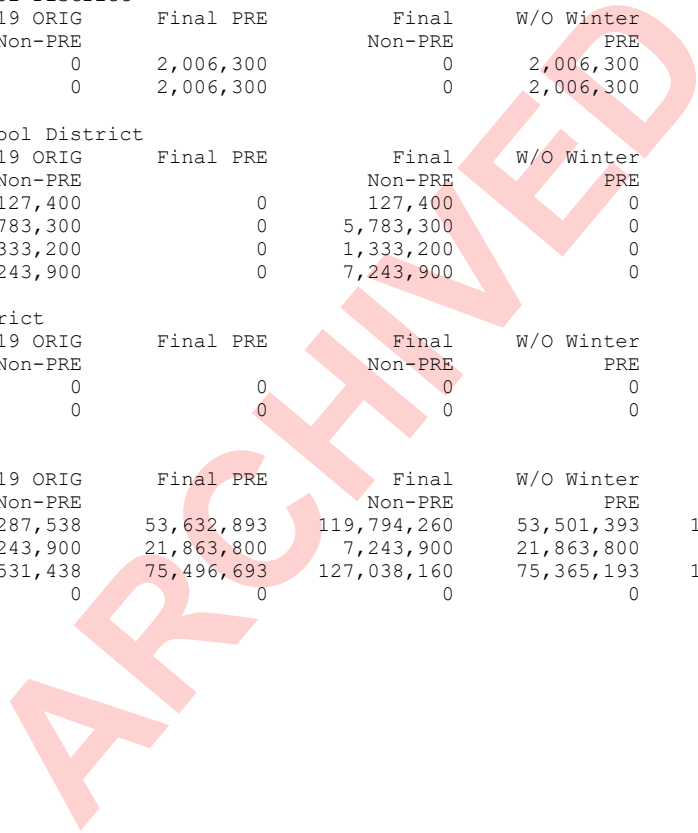 19 ORIG Final PRE Final W/O Winter
Non-PRE Non-PRE PRE
0 2,006,300 0 2,006,300
0 2,006,300 0 2,006,300
ool District
19 ORIG Final PRE Final W/O Winter
Non-PRE Non-PRE PRE
127,400 0 127,400 0
783,300 0 5,783,300 0
333,200 0 1,333,200 0
243,900 0 7,243,900 0
rict
19 ORIG Final PRE Final W/O Winter
Non-PRE Non-PRE PRE
0 0 0 0
0 0 0 0
19 ORIG Final PRE Final W/O Winter
Non-PRE Non-PRE PRE
287,538 53,632,893 119,794,260 53,501,393 1
243,900 21,863,800 7,243,900 21,863,800
531,438 75,496,693 127,038,160 75,365,193 1
0 0 0 0
ARCHIVED